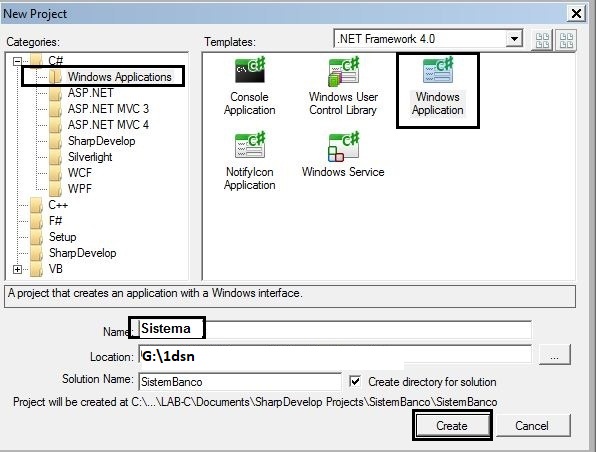 New Project
Categories:
Templates:
.NET Framework 4.0
C#
Windows Applications
ASP.NET
ASP.NET MVC 3
ASP.NET MVC 4
SharpDevelop
Silverlight
WCF
WPF
C++
F#
Setup
SharpDevelop
VB
Console Application
Windows User Control Library
Windows Application
NotifyIcon Application
Windows Service
A project that creates an application with a Windows interface.
Name: Sistema
Location: G:\1dsn
...
Solution Name: SistemBanco
Create directory for solution
Project will be created at C:\...\LAB-C\Documents\SharpDevelop Projects\SistemBanco\SistemBanco
Create
Cancel